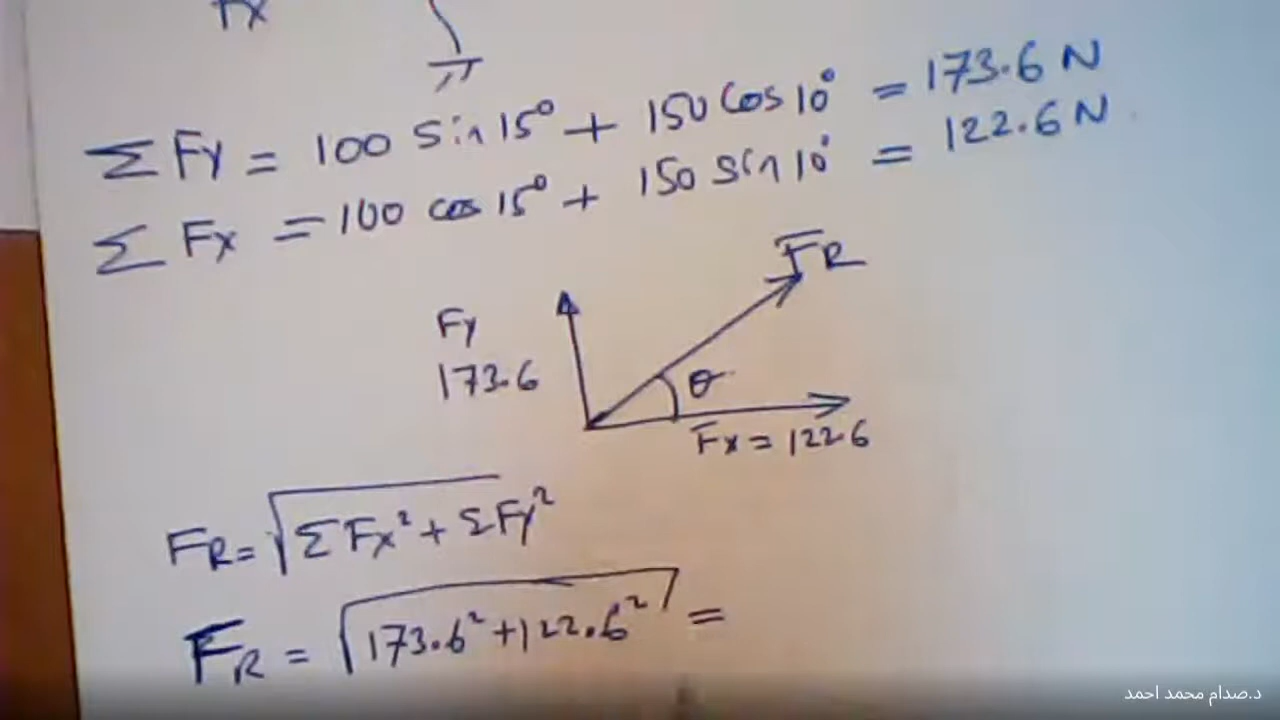 Fx
ΣFy = 100 Sin 15° + 150 Cos 10° = 173.6 N
ΣFx = 100 cos 15° + 150 sin 10° = 122.6 N
FR
Fy
173.6
θ
Fx = 122.6
FR = √ΣFx² + ΣFy²
FR = √173.6² + 122.6² =
د.صدام محمد احمد